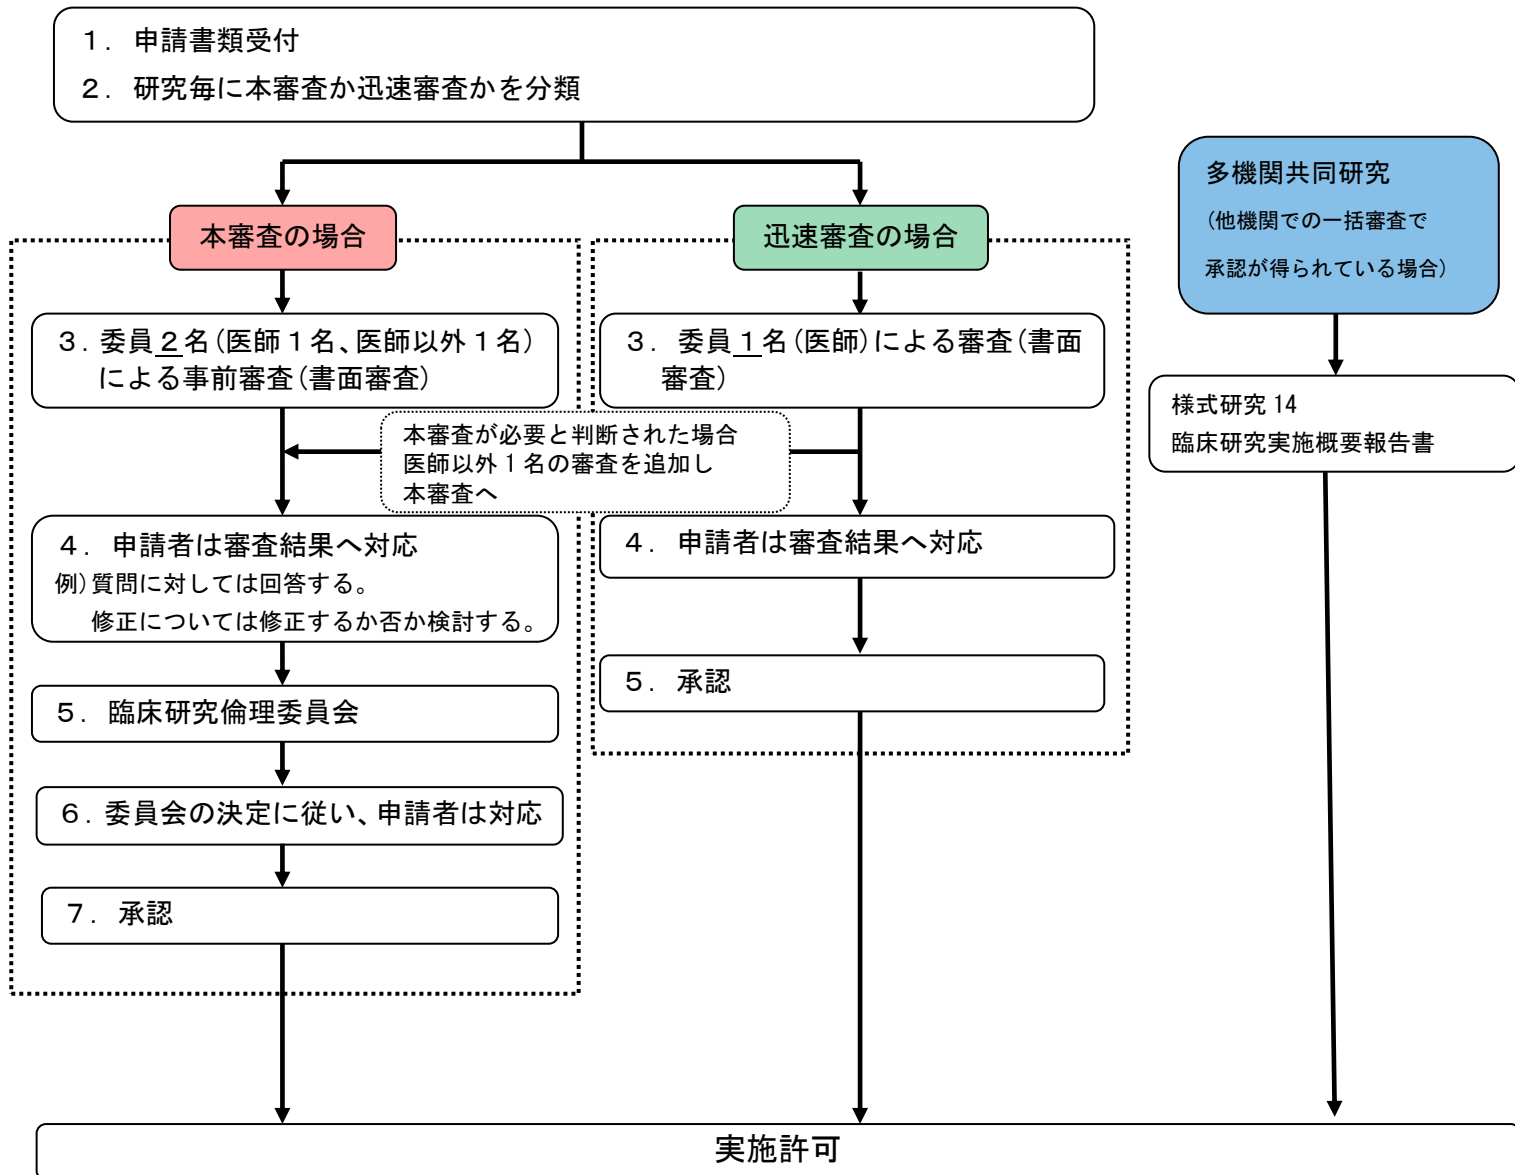 １． 申請書類受付
２． 研究毎に本審査か迅速審査かを分類
本審査の場合
３．委員２名（医師１名、医師以外１名）
による事前審査（書面審査）
本審査が必要と判断された場合
医師以外１名の審査を追加し
本審査へ
４． 申請者は審査結果へ対応
例）質問に対しては回答する。
修正については修正するか否か検討する。
５． 臨床研究倫理委員会
６．委員会の決定に従い、申請者は対応
７． 承認
迅速審査の場合
３． 委員１名（医師）による審査（書面
審査）
４． 申請者は審査結果へ対応
５． 承認
多機関共同研究
（他機関での一括審査で
承認が得られている場合）
様式研究 14
臨床研究実施概要報告書
実施許可